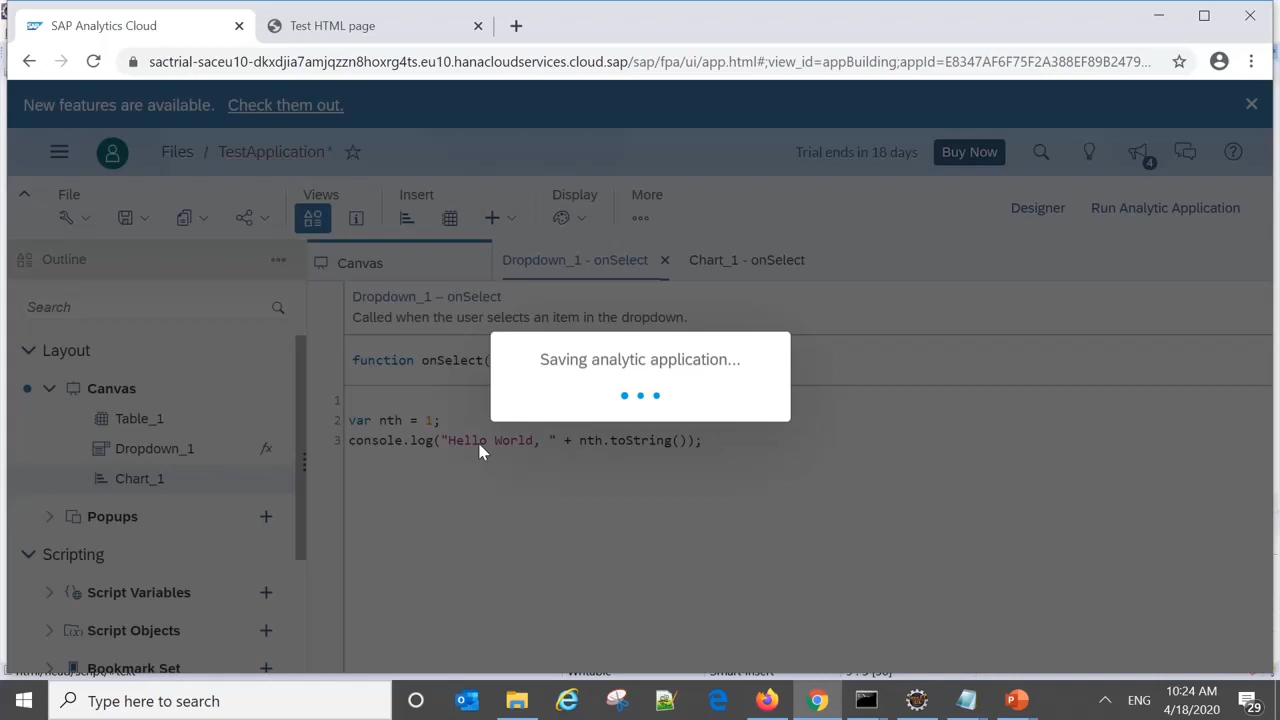 SAP Analytics Cloud
Test HTML page
sactrial-saceu10-dkxdjia7amjqzzn8hoxrg4ts.eu10.hanacloudservices.cloud.sap/sap/fpa/ui/app.html#;view_id=appBuilding;appId=E8347AF6F75F2A388EF89B2479...
New features are available. Check them out.
Files / TestApplication*
Trial ends in 18 days
Buy Now
4
File
Views
Insert
Display
More
Designer
Run Analytic Application
Outline
Canvas
Dropdown_1 - onSelect
Chart_1 - onSelect
Search
Dropdown_1 – onSelect
Called when the user selects an item in the dropdown.
Layout
Saving analytic application...
function onSelect(
Canvas
1
Table_1
2 var nth = 1;
3 console.log("Hello World, " + nth.toString());
Dropdown_1
fx
Chart_1
Popups
Scripting
Script Variables
Script Objects
Bookmark Set
Writable
Type here to search
ENG
10:24 AM
4/18/2020
29